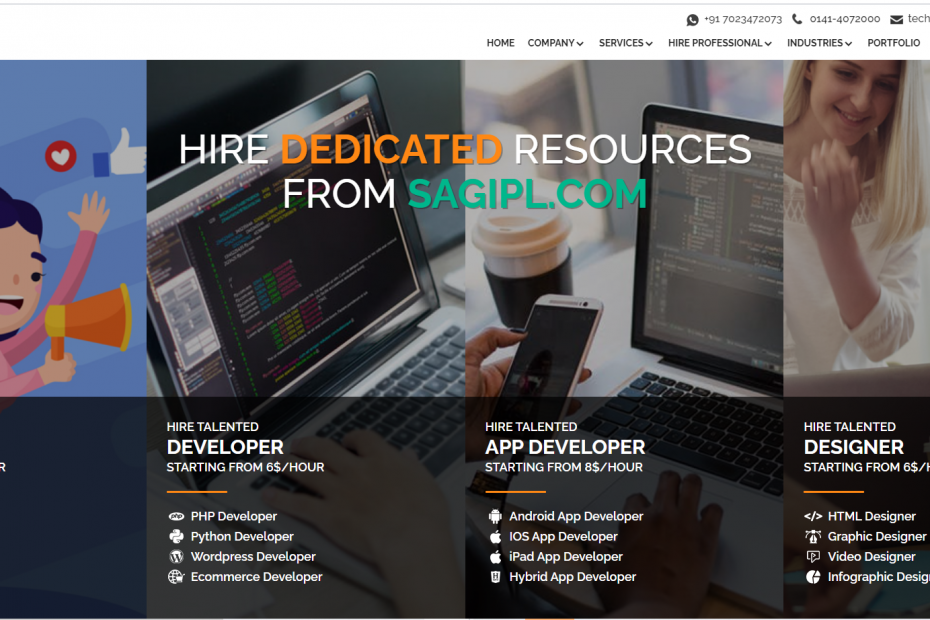 +91 7023472073 0141-4072000 tech
HOME COMPANY SERVICES HIRE PROFESSIONAL INDUSTRIES PORTFOLIO
HIRE DEDICATED RESOURCES
FROM SAGIPL.COM
R
HIRE TALENTED
DEVELOPER
STARTING FROM 6$/HOUR
php PHP Developer
Python Developer
Wordpress Developer
Ecommerce Developer
HIRE TALENTED
APP DEVELOPER
STARTING FROM 8$/HOUR
Android App Developer
IOS App Developer
iPad App Developer
Hybrid App Developer
HIRE TALENTED
DESIGNER
STARTING FROM 6$/H
</> HTML Designer
Graphic Designer
Video Designer
Infographic Desig